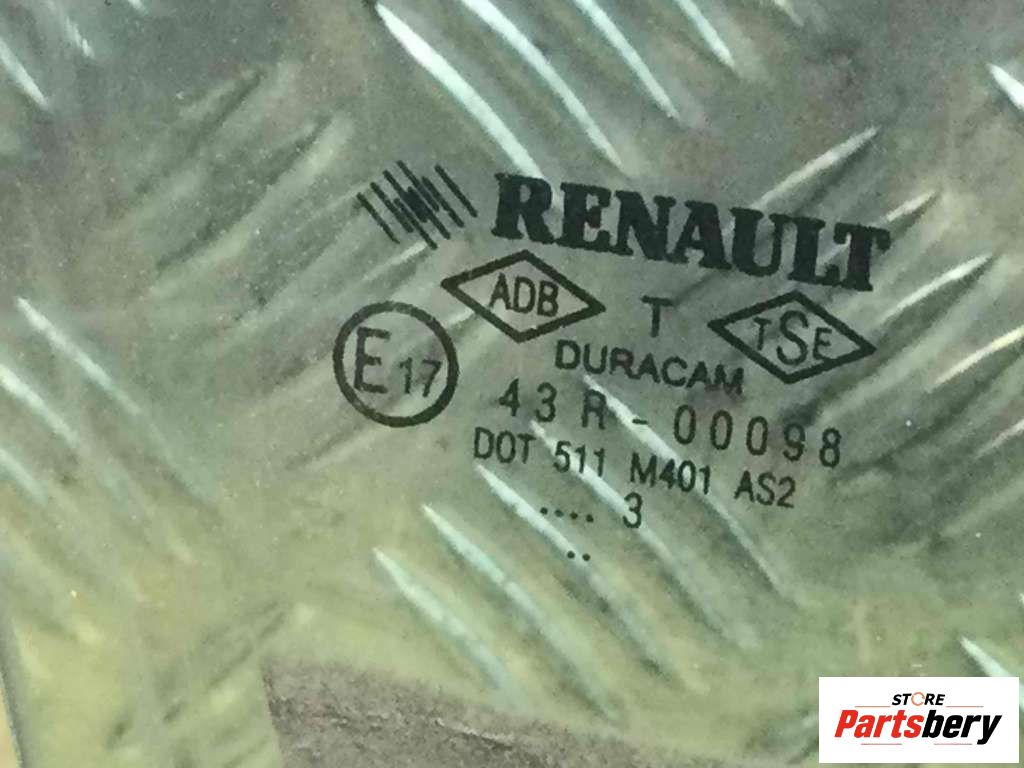 RENAULT
ADB T TSE
E 17 DURACAM
43 R - 00098
DOT 511 M401 AS2
.... 3
..
STORE
Partsbery